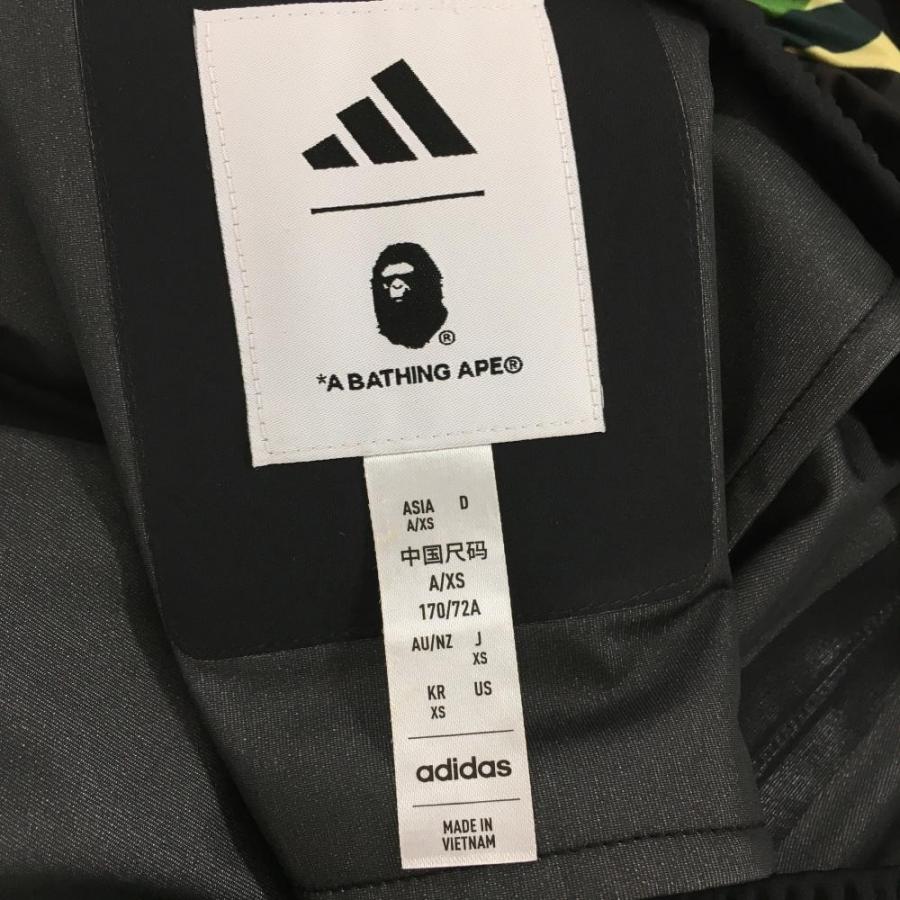 ®
*A BATHING APE®
ASIA D
A/XS
中国尺码
A/XS
170/72A
AU/NZ J
XS
KR US
XS
adidas
MADE IN
VIETNAM